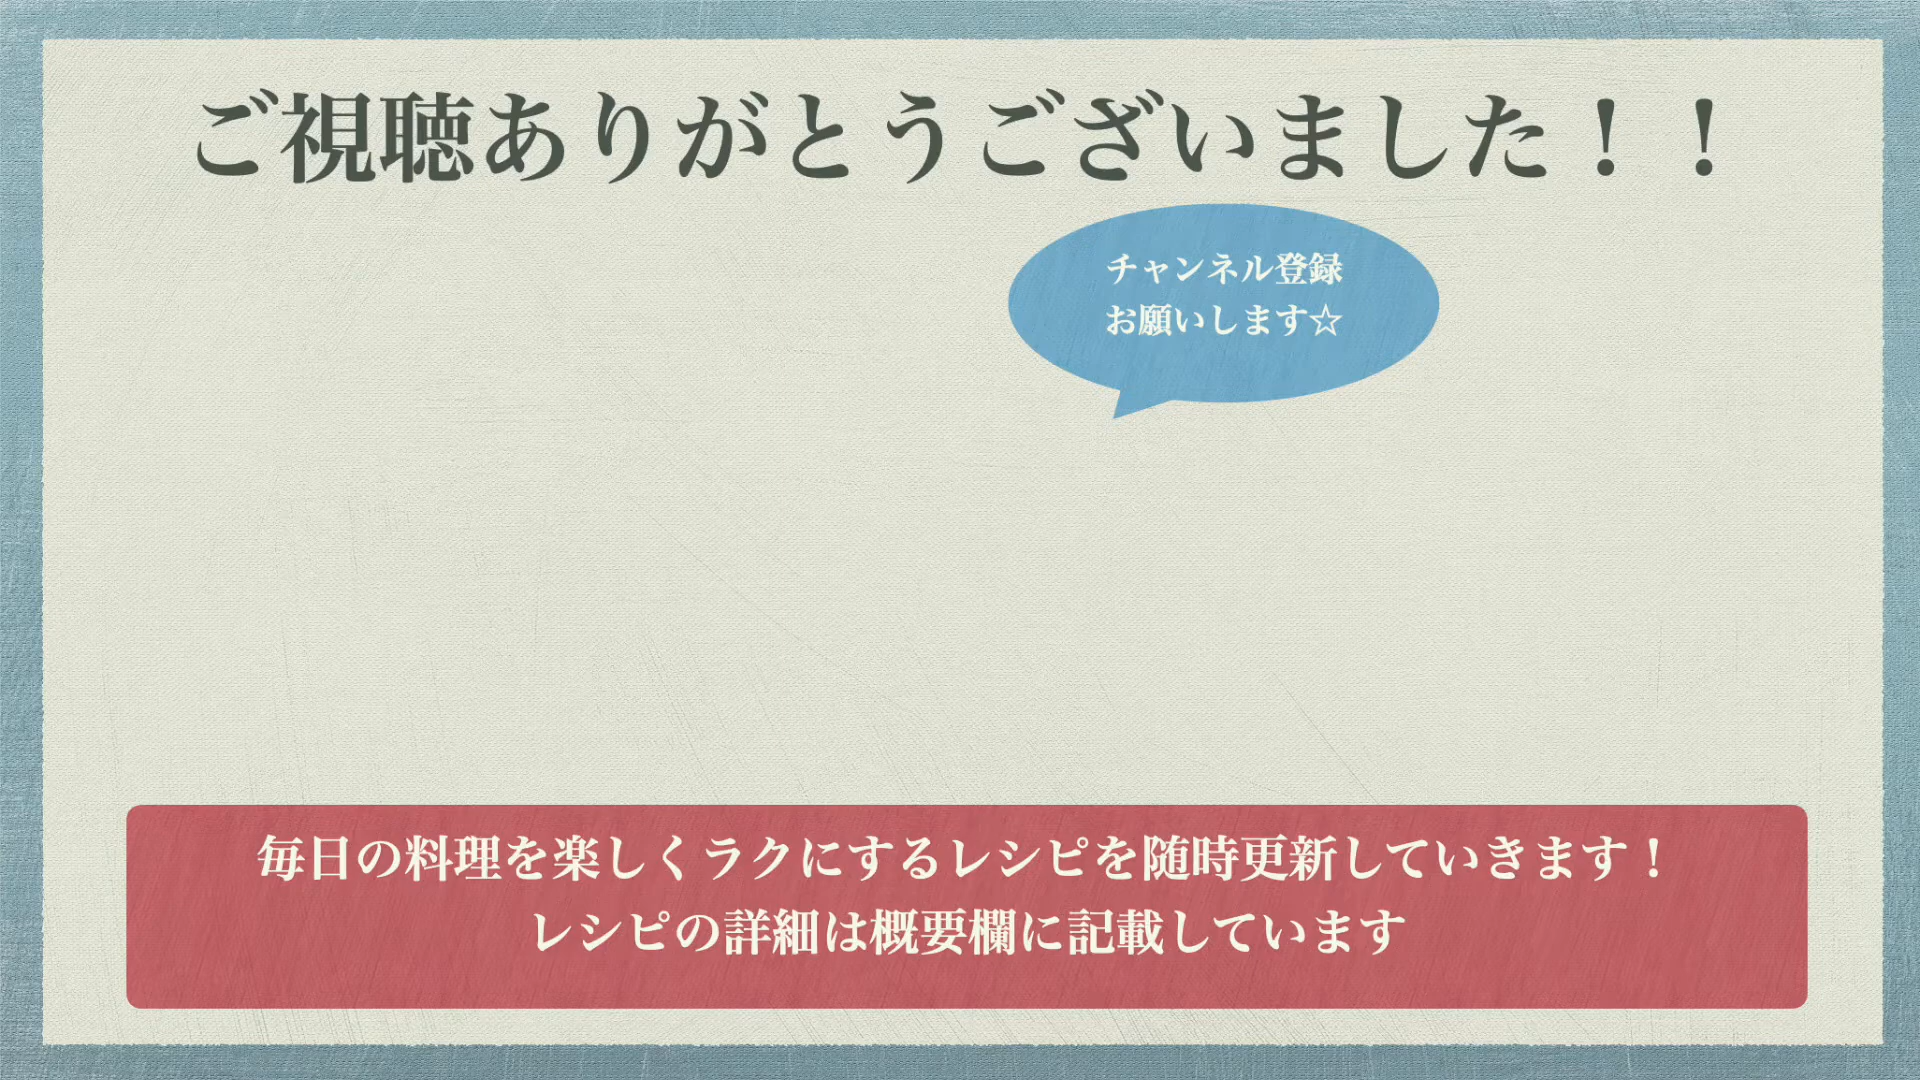 ご視聴ありがとうございました！！
チャンネル登録
お願いします☆
毎日の料理を楽しくラクにするレシピを随時更新していきます！
レシピの詳細は概要欄に記載しています